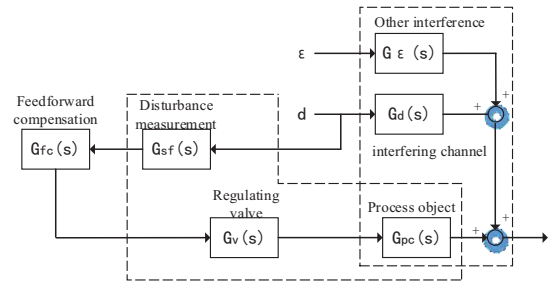 Other interference
ε
G ε (s)
+
Feedforward
compensation
Disturbance
measurement
d
Gd(s)
+
Gfc(s)
Gsf(s)
interfering channel
Regulating
valve
Process object
+
Gv(s)
Gpc(s)
+